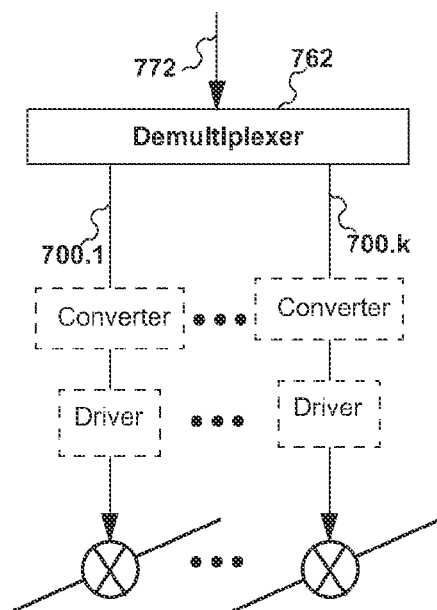 772
762
Demultiplexer
700.1
700.k
Converter
Converter
Driver
Driver